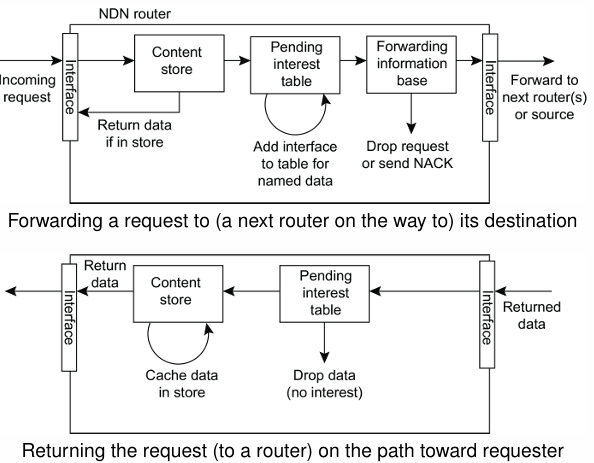 NDN router
Interface
Content
store
Pending
interest
table
Forwarding
information
base
Interface
Incoming
request
Forward to
next router(s)
or source
Return data
if in store
Add interface
to table for
named data
Drop request
or send NACK
Forwarding a request to (a next router on the way to) its destination
Interface
Return
data
Content
store
Pending
interest
table
Interface
Returned
data
Cache data
in store
Drop data
(no interest)
Returning the request (to a router) on the path toward requester